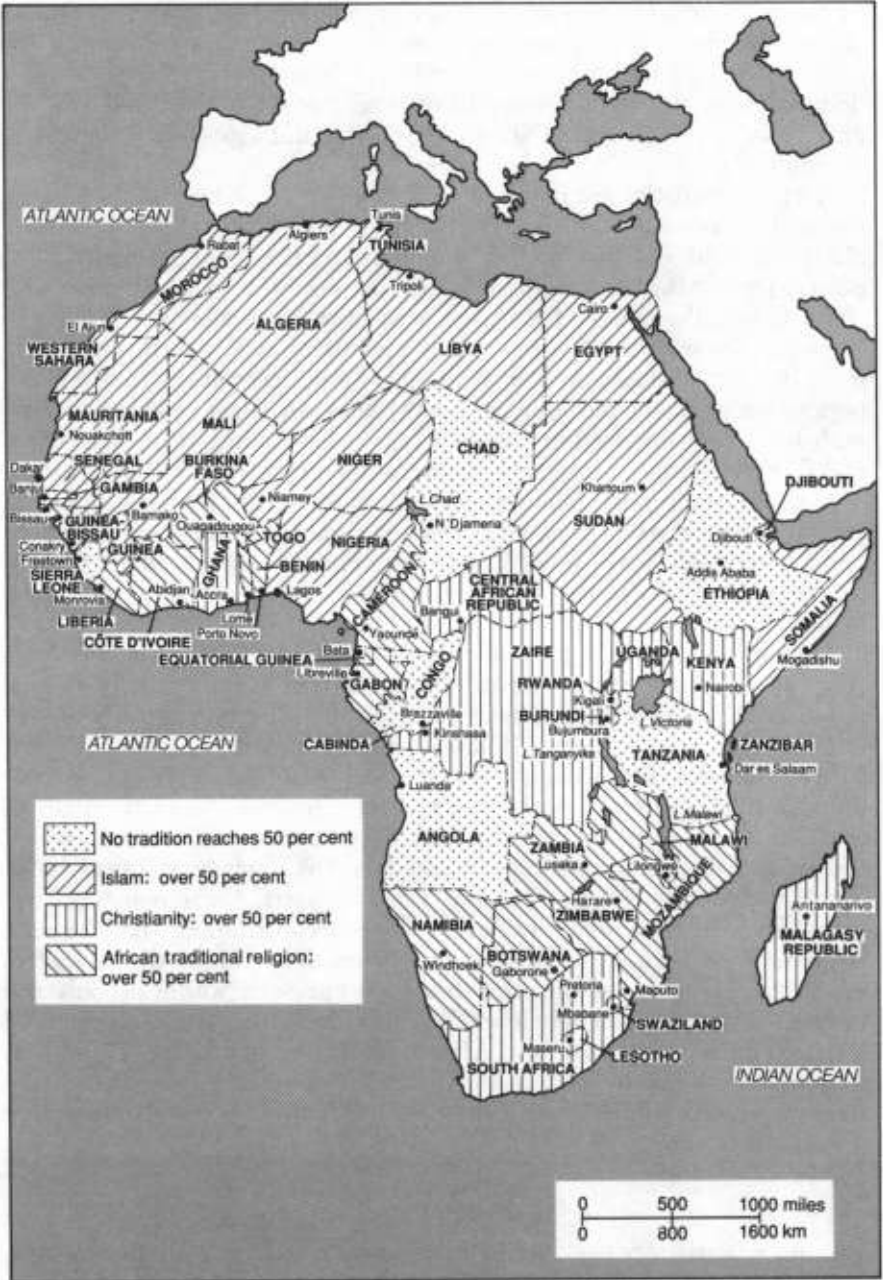 ATLANTIC OCEAN
Tunis
Algiers
Rabat
TUNISIA
MOROCCO
Tripoli
El Ajun
ALGERIA
Cairo
LIBYA
EGYPT
WESTERN
SAHARA
MAURITANIA
Nouakchott
MALI
NIGER
CHAD
SENEGAL
BURKINA
FASO
Dakar
GAMBIA
Niamey
L.Chad
Khartoum
DJIBOUTI
Banjul
Bamako
N'Djamena
SUDAN
Bissau
GUINEA-
BISSAU
Ouagadougou
TOGO
NIGERIA
Djibouti
Conakry
GUINEA
GHANA
BENIN
Addis Ababa
Freetown
SIERRA
LEONE
Abidjan
Accra
Lagos
CAMEROON
CENTRAL
AFRICAN
REPUBLIC
ETHIOPIA
SOMALIA
Monrovia
Lome
Bangui
LIBERIA
Porto Novo
Yaounde
CÔTE D'IVOIRE
Bata
ZAIRE
UGANDA
KENYA
Mogadishu
EQUATORIAL GUINEA
Libreville
GABON
CONGO
RWANDA
Kigali
Nairobi
Brazzaville
BURUNDI
L.Victoria
Kinshasa
Bujumbura
ATLANTIC OCEAN
CABINDA
L.Tanganyika
TANZANIA
ZANZIBAR
Dar es Salaam
Luanda
L.Malawi
No tradition reaches 50 per cent
Islam: over 50 per cent
Christianity: over 50 per cent
African traditional religion:
over 50 per cent
ANGOLA
ZAMBIA
MALAWI
Lusaka
Lilongwe
MOZAMBIQUE
Harare
ZIMBABWE
Antananarivo
NAMIBIA
MALAGASY
REPUBLIC
Windhoek
BOTSWANA
Gaborone
Pretoria
Maputo
Mbabane
SWAZILAND
Maseru
LESOTHO
SOUTH AFRICA
INDIAN OCEAN
0 500 1000 miles
0 800 1600 km